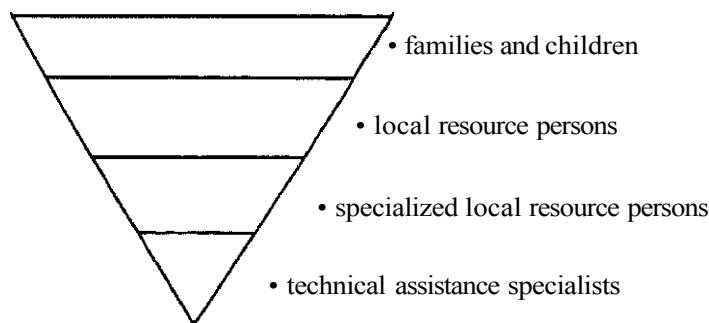 • families and children
• local resource persons
• specialized local resource persons
• technical assistance specialists